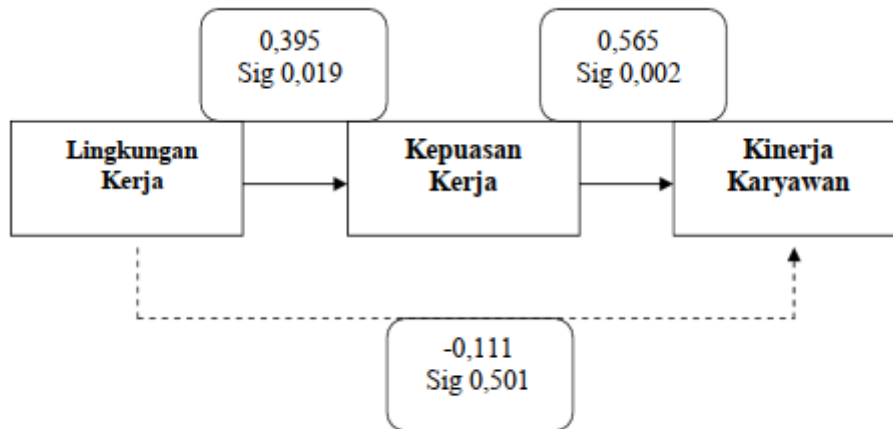 0,395
Sig 0,019
0,565
Sig 0,002
Lingkungan
Kerja
Kepuasan
Kerja
Kinerja
Karyawan
-0,111
Sig 0,501